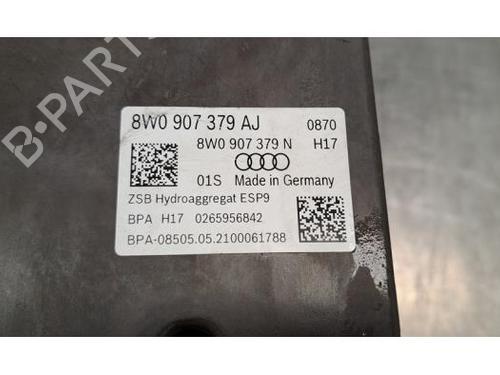 8W0 907 379 AJ 0870
8W0 907 379 N H17
01S Made in Germany
ZSB Hydroaggregat ESP9
BPA H17 0265956842
BPA-08505.05.2100061788